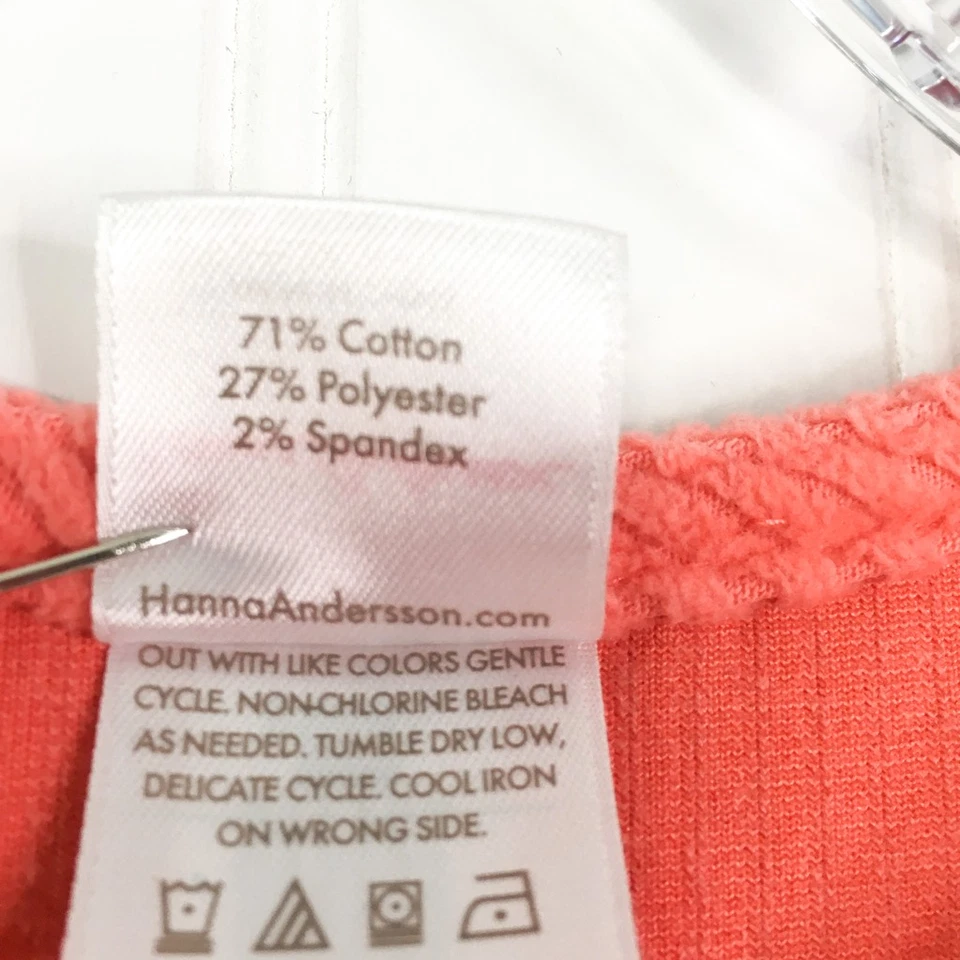 71% Cotton
27% Polyester
2% Spandex
HannaAndersson.com
OUT WITH LIKE COLORS GENTLE
CYCLE. NON-CHLORINE BLEACH
AS NEEDED. TUMBLE DRY LOW,
DELICATE CYCLE. COOL IRON
ON WRONG SIDE.